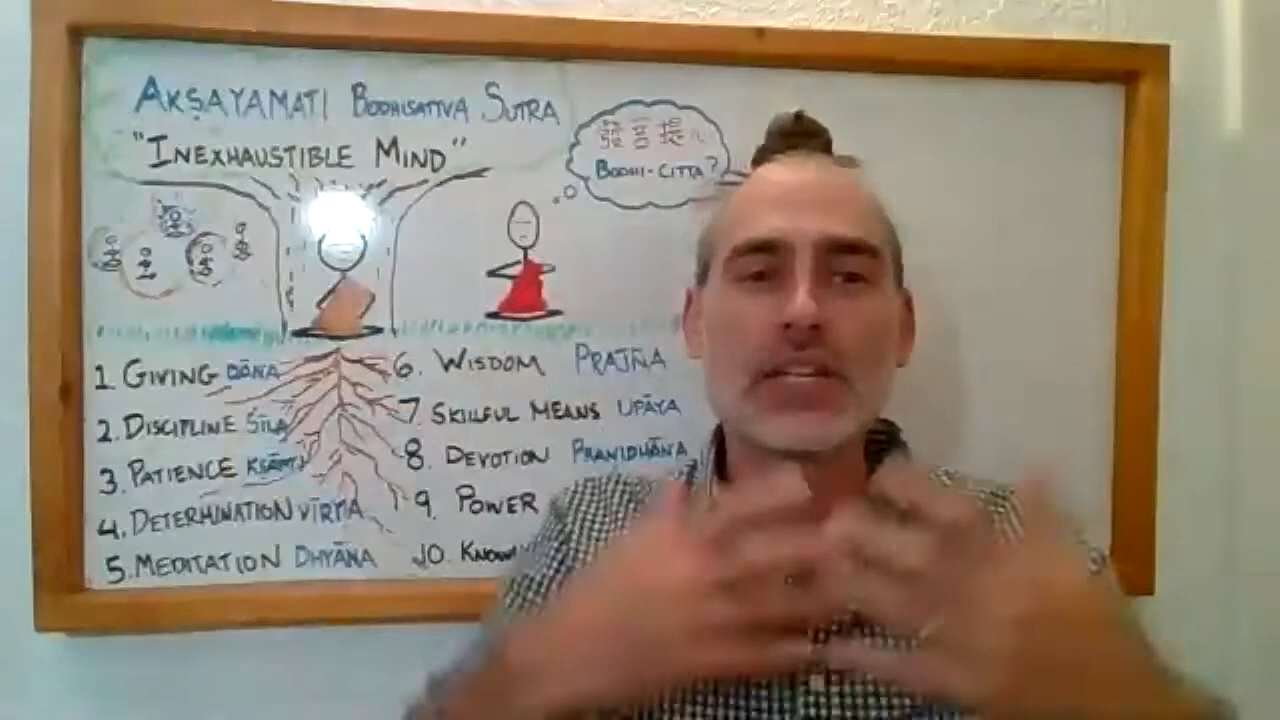 AKṢAYAMATI BODHISATTVA SUTRA
"INEXHAUSTIBLE MIND"
發菩提心
BODHI-CITTA?
1. GIVING DĀNA
2. DISCIPLINE ŚĪLA
3. PATIENCE KṢĀNTI
4. DETERMINATION VĪRYA
5. MEDITATION DHYĀNA
6. WISDOM PRAJÑA
7. SKILLFUL MEANS UPĀYA
8. DEVOTION PRANIDHĀNA
9. POWER
10. KNOW